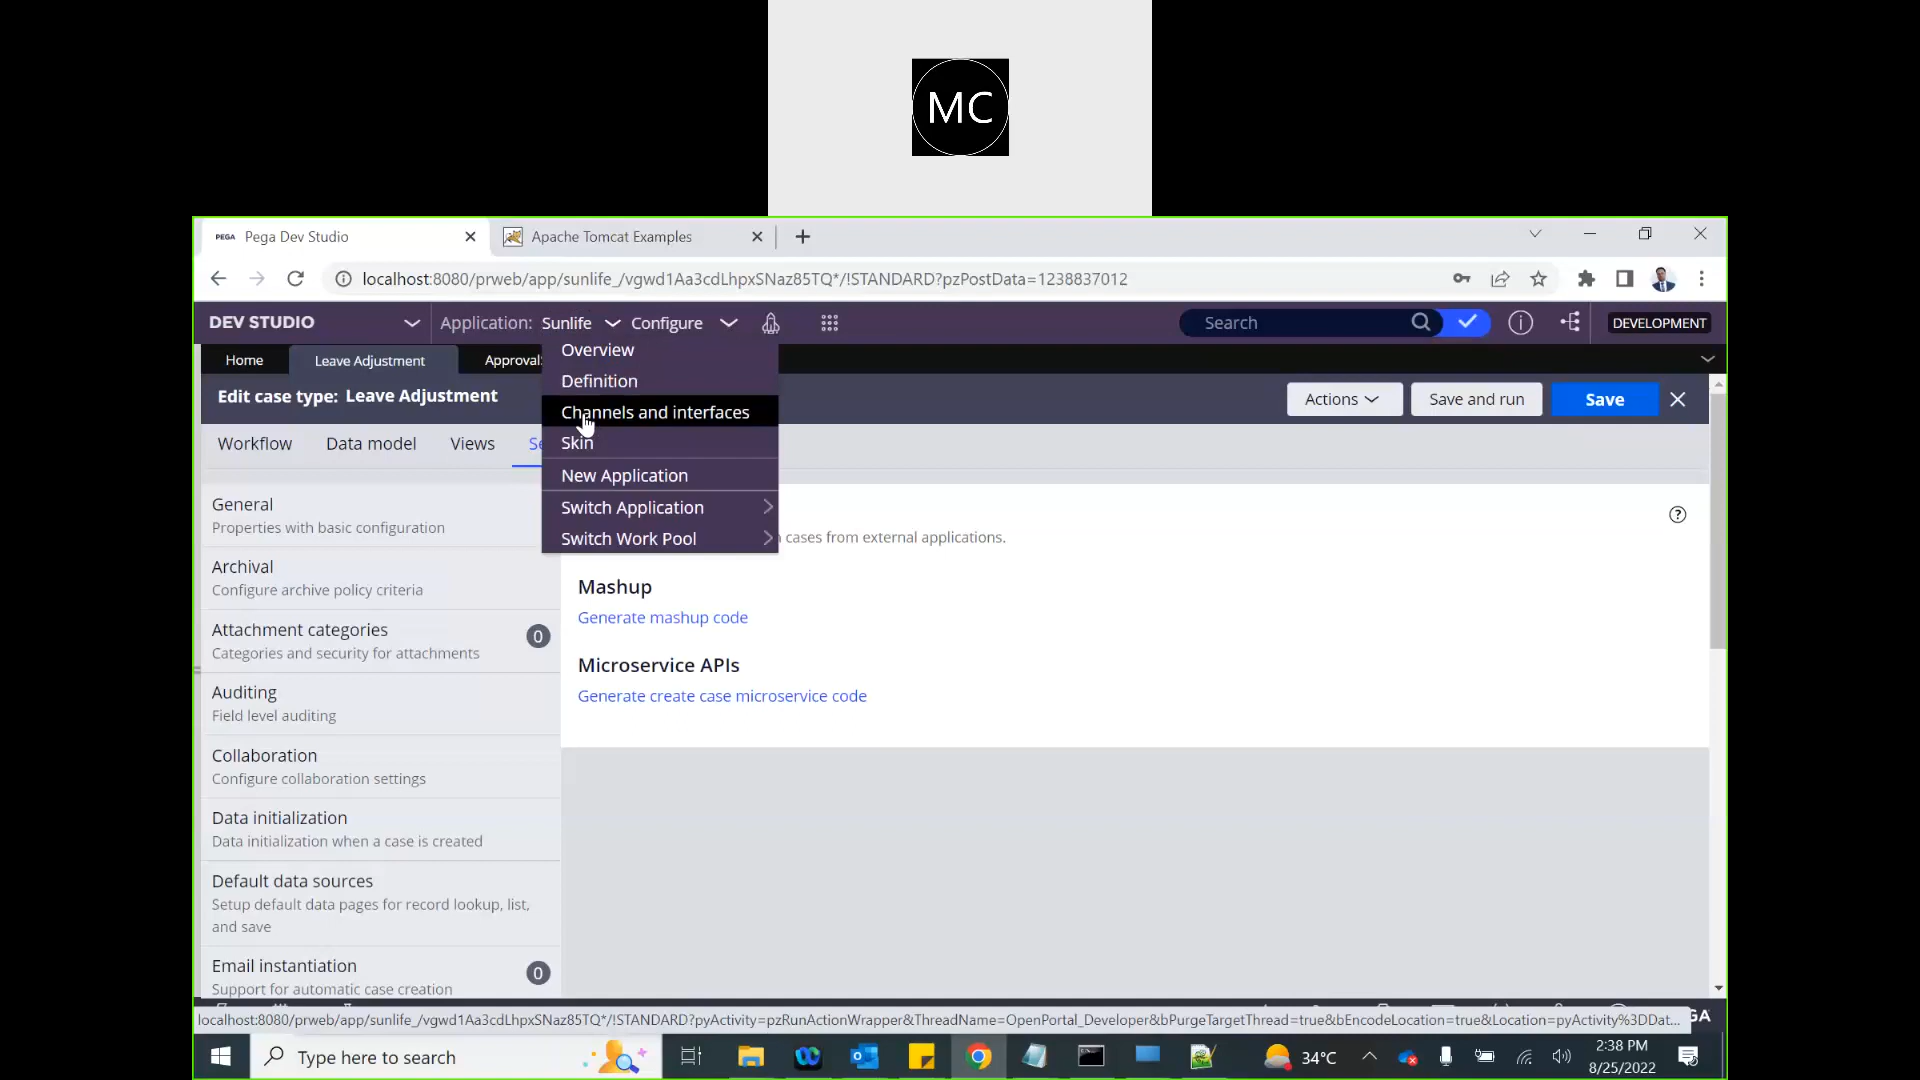 MC
PEGA Pega Dev Studio
Apache Tomcat Examples
localhost:8080/prweb/app/sunlife_/vgwd1Aa3cdLhpxSNaz85TQ*/!STANDARD?pzPostData=1238837012
DEV STUDIO
Application: Sunlife
Configure
Search
DEVELOPMENT
Home
Leave Adjustment
Approval
Overview
Definition
Channels and interfaces
Skin
New Application
Switch Application
Switch Work Pool
Edit case type: Leave Adjustment
Actions
Save and run
Save
Workflow
Data model
Views
General
Properties with basic configuration
Archival
Configure archive policy criteria
Attachment categories
0
Categories and security for attachments
Auditing
Field level auditing
Collaboration
Configure collaboration settings
Data initialization
Data initialization when a case is created
Default data sources
Setup default data pages for record lookup, list,
and save
Email instantiation
0
Support for automatic case creation
cases from external applications.
Mashup
Generate mashup code
Microservice APIs
Generate create case microservice code
localhost:8080/prweb/app/sunlife_/vgwd1Aa3cdLhpxSNaz85TQ*/!STANDARD?pyActivity=pzRunActionWrapper&ThreadName=OpenPortal_Developer&bPurgeTargetThread=true&bEncodeLocation=true&Location=pyActivity%3DDat...
Type here to search
34°C
2:38 PM
8/25/2022